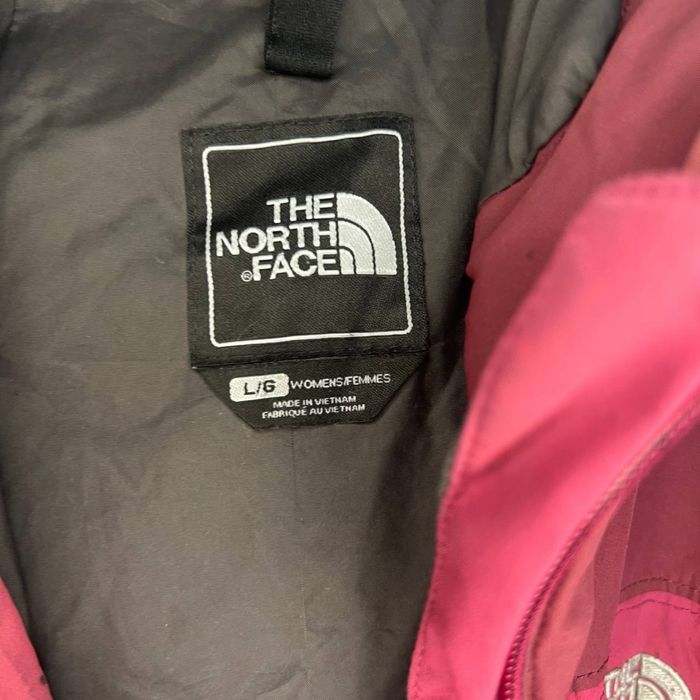 THE
NORTH
FACE®
L/G WOMENS/FEMMES
MADE IN VIETNAM
FABRIQUÉ AU VIETNAM